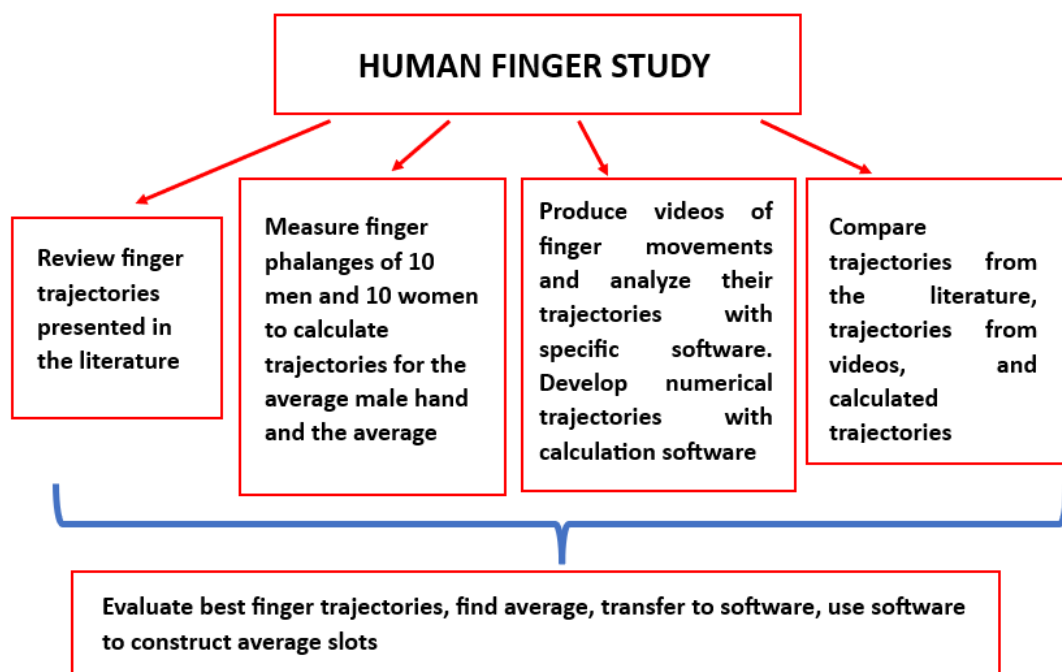 HUMAN FINGER STUDY
Review finger
trajectories
presented in
the literature
Measure finger
phalanges of 10
men and 10 women
to calculate
trajectories for the
average male hand
and the average
Produce videos of
finger movements
and analyze their
trajectories with
specific software.
Develop numerical
trajectories with
calculation software
Compare
trajectories from
the literature,
trajectories from
videos, and
calculated
trajectories
Evaluate best finger trajectories, find average, transfer to software, use software
to construct average slots